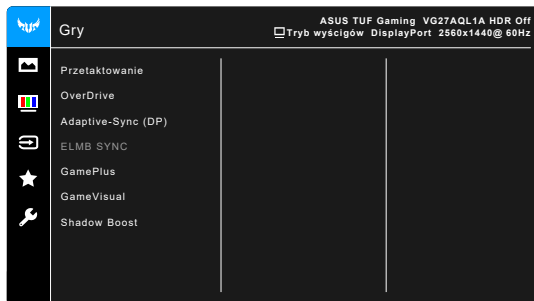 Gry
ASUS TUF Gaming VG27AQL1A HDR Off
Tryb wyścigów DisplayPort 2560x1440@ 60Hz
Przetaktowanie
OverDrive
Adaptive-Sync (DP)
ELMB SYNC
GamePlus
GameVisual
Shadow Boost